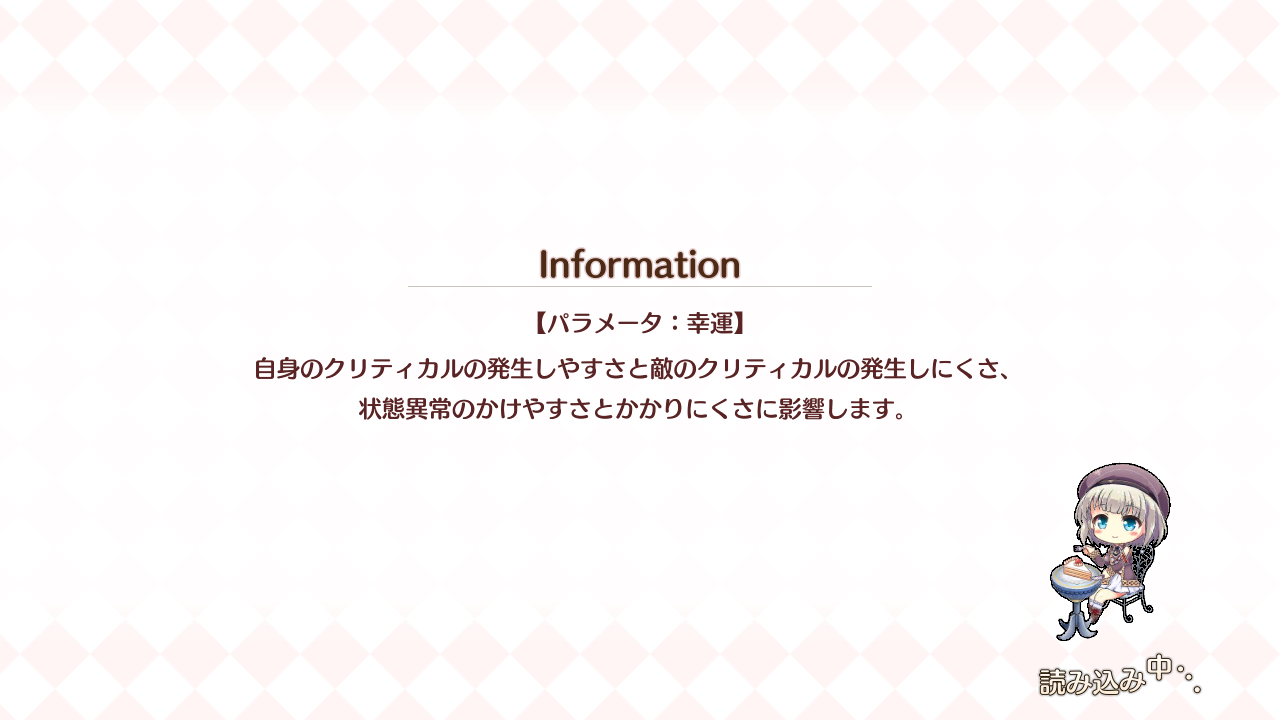 Information
【パラメータ：幸運】
自身のクリティカルの発生しやすさと敵のクリティカルの発生しにくさ、
状態異常のかけやすさとかかりにくさに影響します。
読み込み中・・.